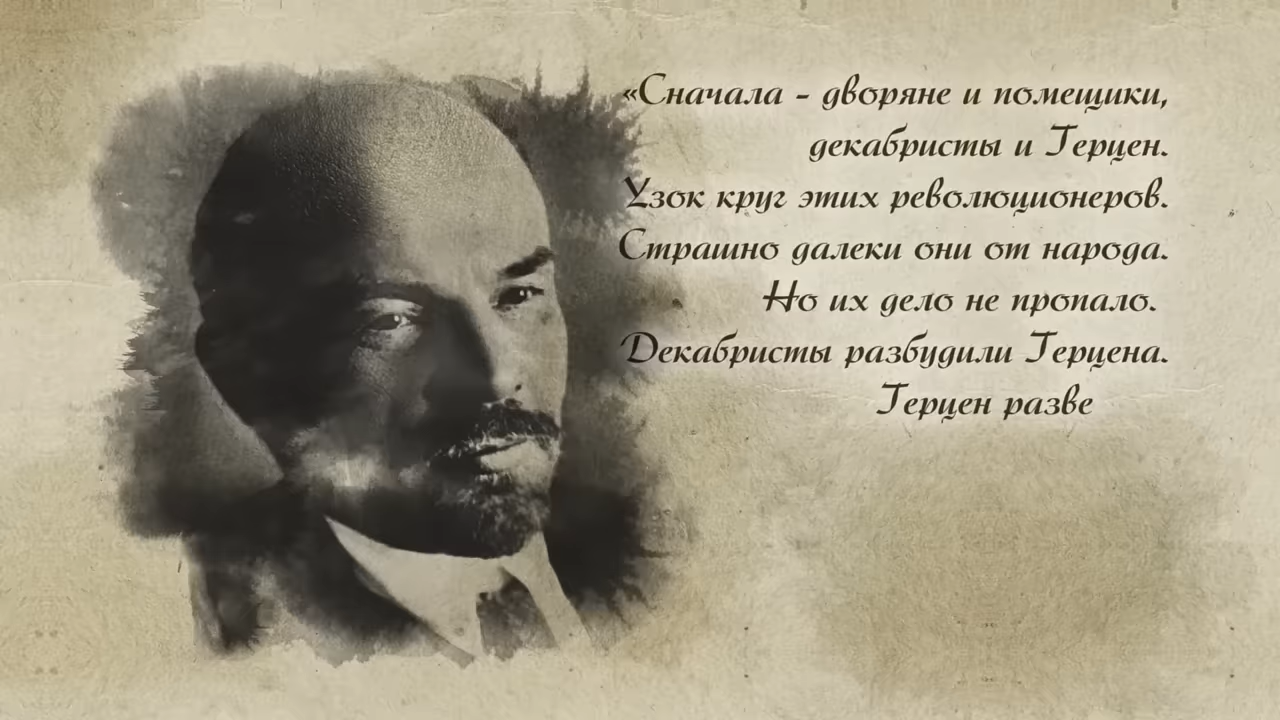 «Сначала - дворяне и помещики,
декабристы и Герцен.
Узок круг этих революционеров.
Страшно далеки они от народа.
Но их дело не пропало.
Декабристы разбудили Герцена.
Герцен разве